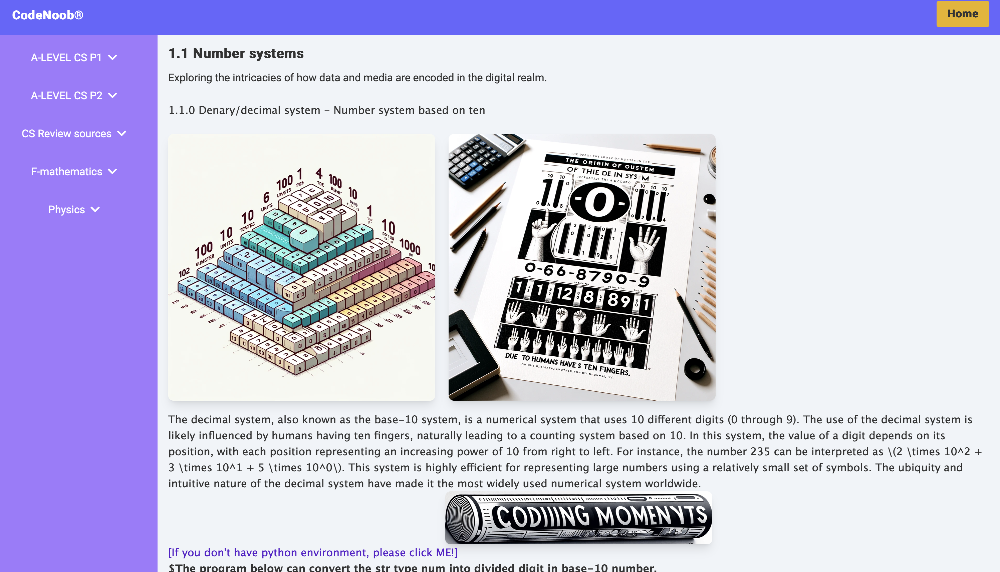 CodeNoob®
Home
A-LEVEL CS P1
A-LEVEL CS P2
CS Review sources
F-mathematics
Physics
1.1 Number systems
Exploring the intricacies of how data and media are encoded in the digital realm.
1.1.0 Denary/decimal system – Number system based on ten
100 1 4 100 10
6 UNITS
10
10 UNITS
100
102
1
10
1000
THE ORIGIN OF OUSTEM
OF THIE DE IN SYS M
10 10
10 10 10
-0-
0-66-8790-9
1 1 12 8 89 1
DUE TO HUMANS HAVE S TEN FINGERS.
The decimal system, also known as the base-10 system, is a numerical system that uses 10 different digits (0 through 9). The use of the decimal system is
likely influenced by humans having ten fingers, naturally leading to a counting system based on 10. In this system, the value of a digit depends on its
position, with each position representing an increasing power of 10 from right to left. For instance, the number 235 can be interpreted as \(2 \times 10^2 +
3 \times 10^1 + 5 \times 10^0\). This system is highly efficient for representing large numbers using a relatively small set of symbols. The ubiquity and
intuitive nature of the decimal system have made it the most widely used numerical system worldwide.
CODIIING MOMENYTS
[If you don't have python environment, please click ME!]
$The program below can convert the str type num into divided digit in base-10 number.